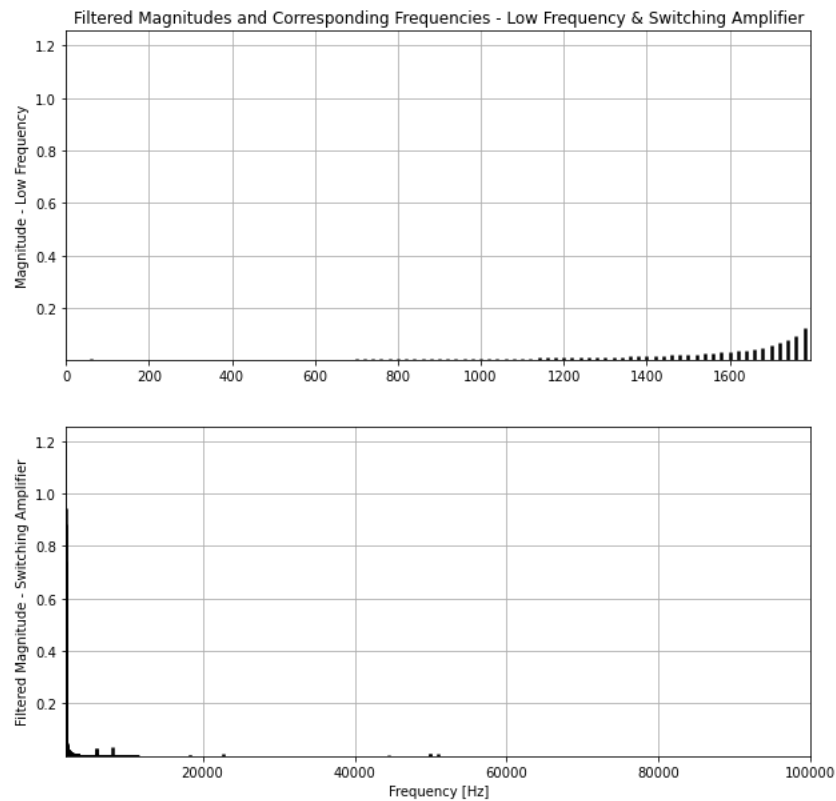 Filtered Magnitudes and Corresponding Frequencies - Low Frequency & Switching Amplifier
1.2
1.0
0.8
0.6
0.4
0.2
Magnitude - Low Frequency
0 200 400 600 800 1000 1200 1400 1600
1.2
1.0
0.8
0.6
0.4
0.2
Filtered Magnitude - Switching Amplifier
20000 40000 60000 80000 100000
Frequency [Hz]